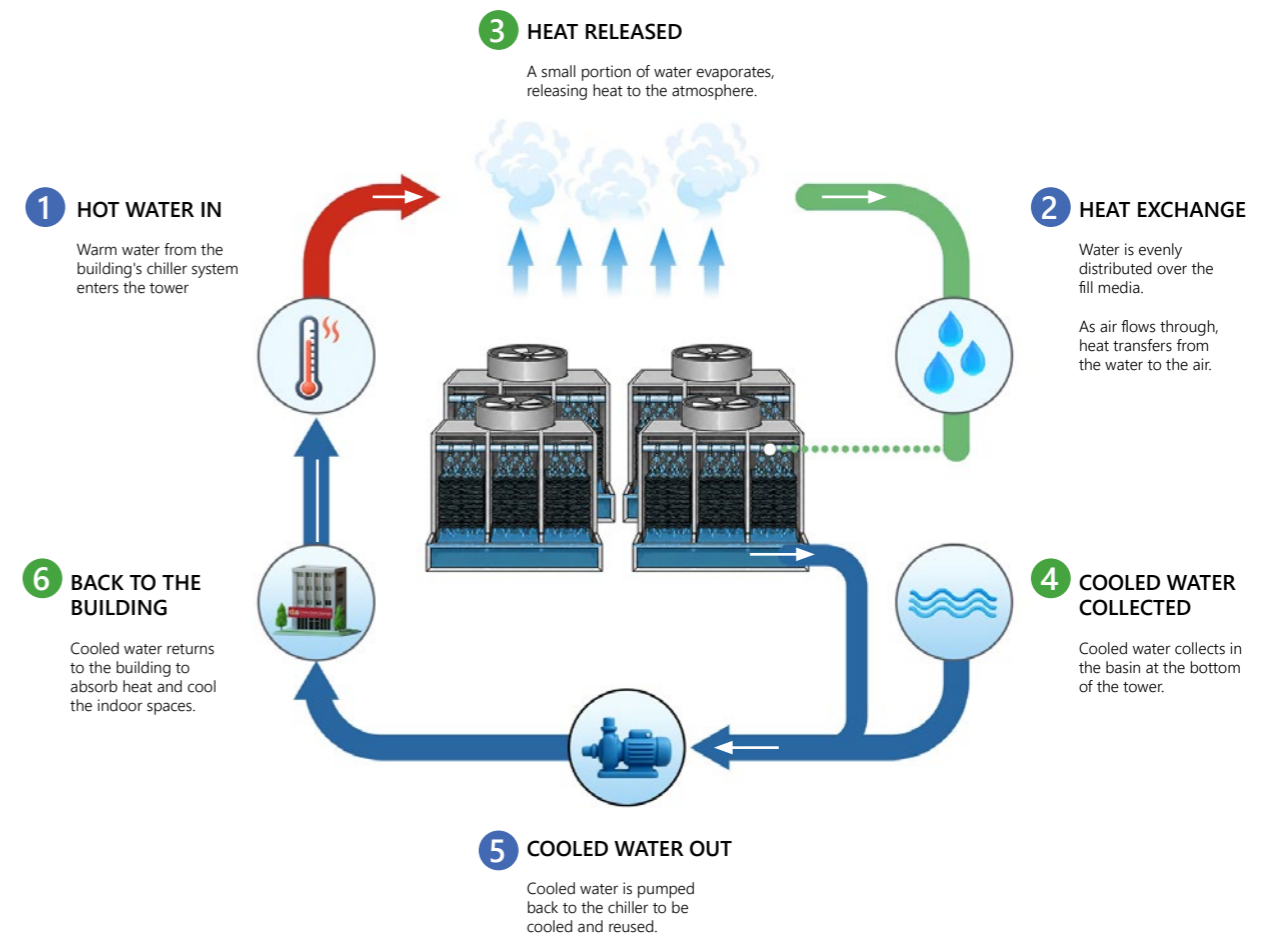 3 HEAT RELEASED
A small portion of water evaporates,
releasing heat to the atmosphere.
1 HOT WATER IN
Warm water from the
building's chiller system
enters the tower
2 HEAT EXCHANGE
Water is evenly
distributed over the
fill media.
As air flows through,
heat transfers from
the water to the air.
6 BACK TO THE
BUILDING
Cooled water returns
to the building to
absorb heat and cool
the indoor spaces.
4 COOLED WATER
COLLECTED
Cooled water collects in
the basin at the bottom
of the tower.
5 COOLED WATER OUT
Cooled water is pumped
back to the chiller to be
cooled and reused.